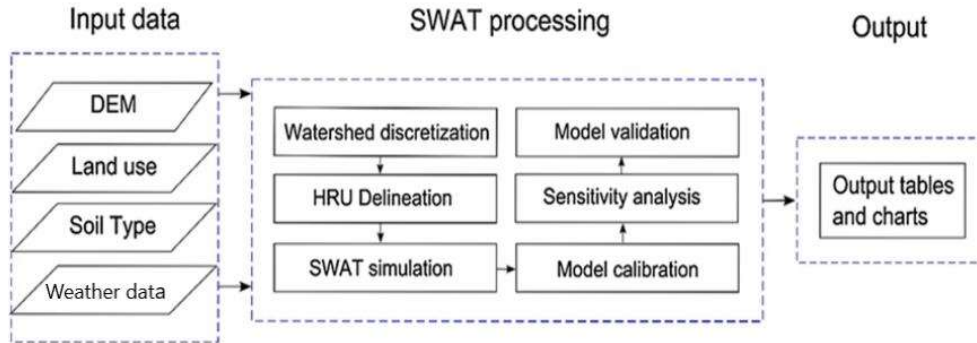 Input data
SWAT processing
Output
DEM
Land use
Soil Type
Weather data
Watershed discretization
HRU Delineation
SWAT simulation
Model validation
Sensitivity analysis
Model calibration
Output tables
and charts